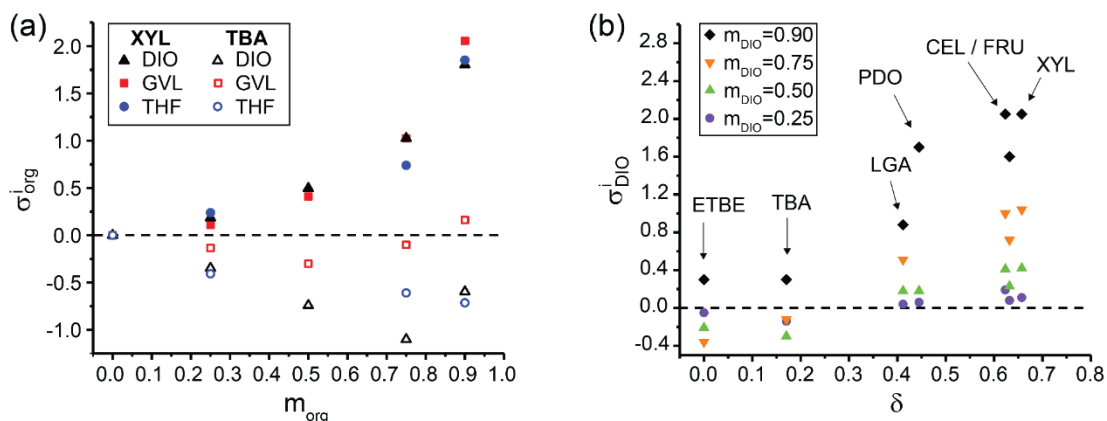 (a)
XYL TBA
DIO DIO
GVL GVL
THF THF
2.0
1.5
1.0
0.5
0.0
-0.5
-1.0
σ^i_org
0.0 0.1 0.2 0.3 0.4 0.5 0.6 0.7 0.8 0.9 1.0
m_org
(b)
m_DIO=0.90
m_DIO=0.75
m_DIO=0.50
m_DIO=0.25
CEL / FRU
XYL
PDO
LGA
ETBE
TBA
2.8
2.4
2.0
1.6
1.2
0.8
0.4
0.0
-0.4
σ^i_DIO
0.0 0.1 0.2 0.3 0.4 0.5 0.6 0.7 0.8
δ